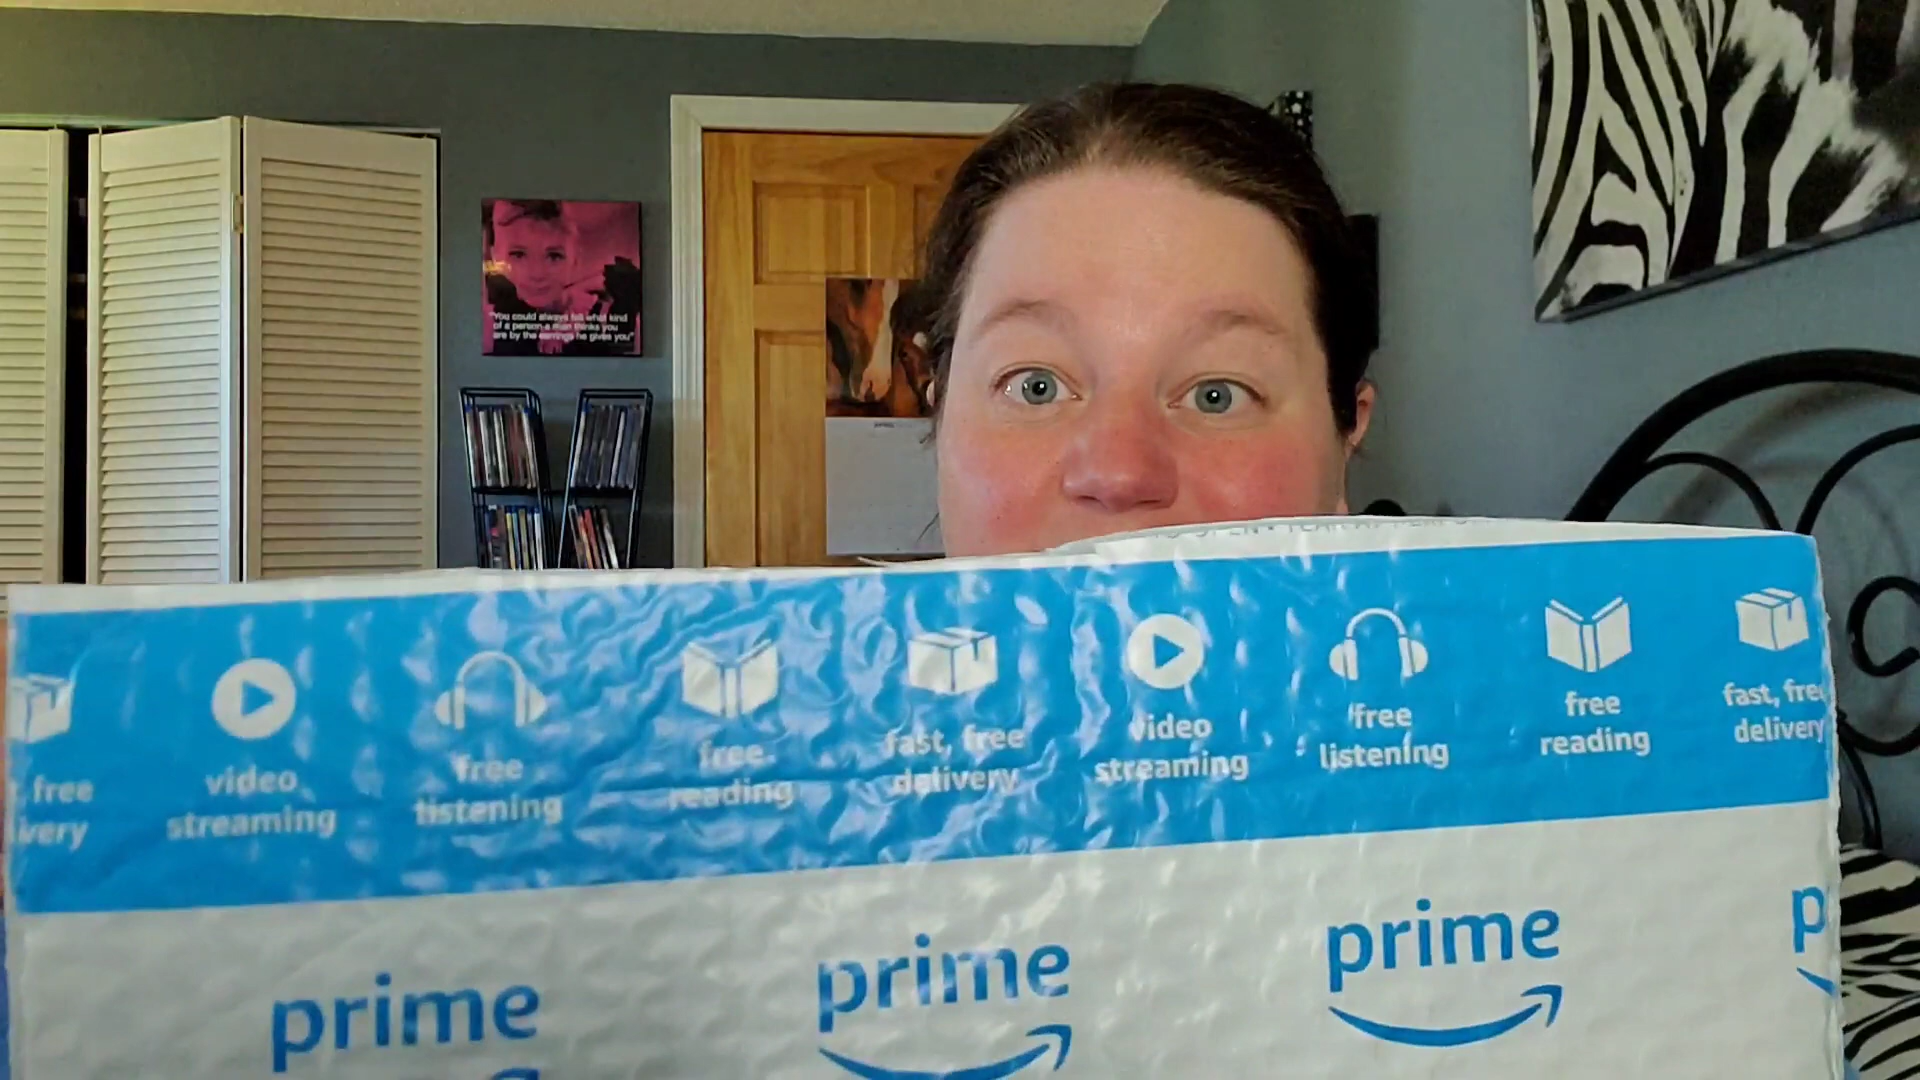 "You could always tell what kind
of a person a man thinks you
are by the earrings he gives you"
free
very
video
streaming
free
listening
free
reading
fast, free
delivery
video
streaming
free
listening
free
reading
fast, free
delivery
prime
prime
prime
p